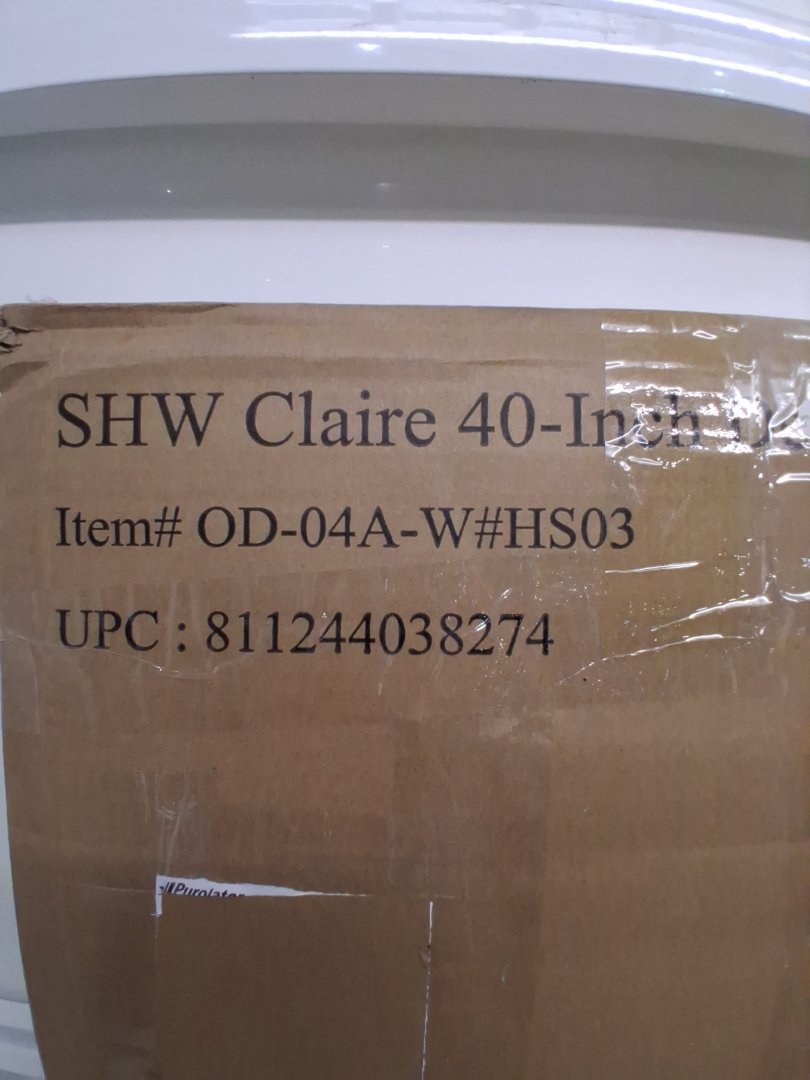 SHW Claire 40-Inch
Item# OD-04A-W#HS03
UPC : 811244038274
Purolator